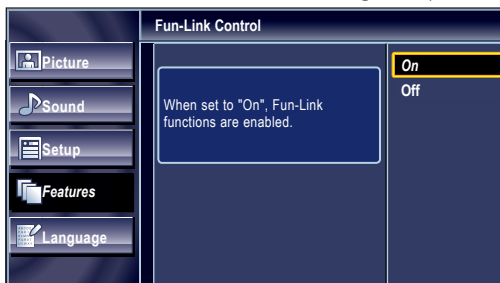 Fun-Link Control
Picture
Sound
Setup
Features
Language
When set to "On", Fun-Link
functions are enabled.
On
Off